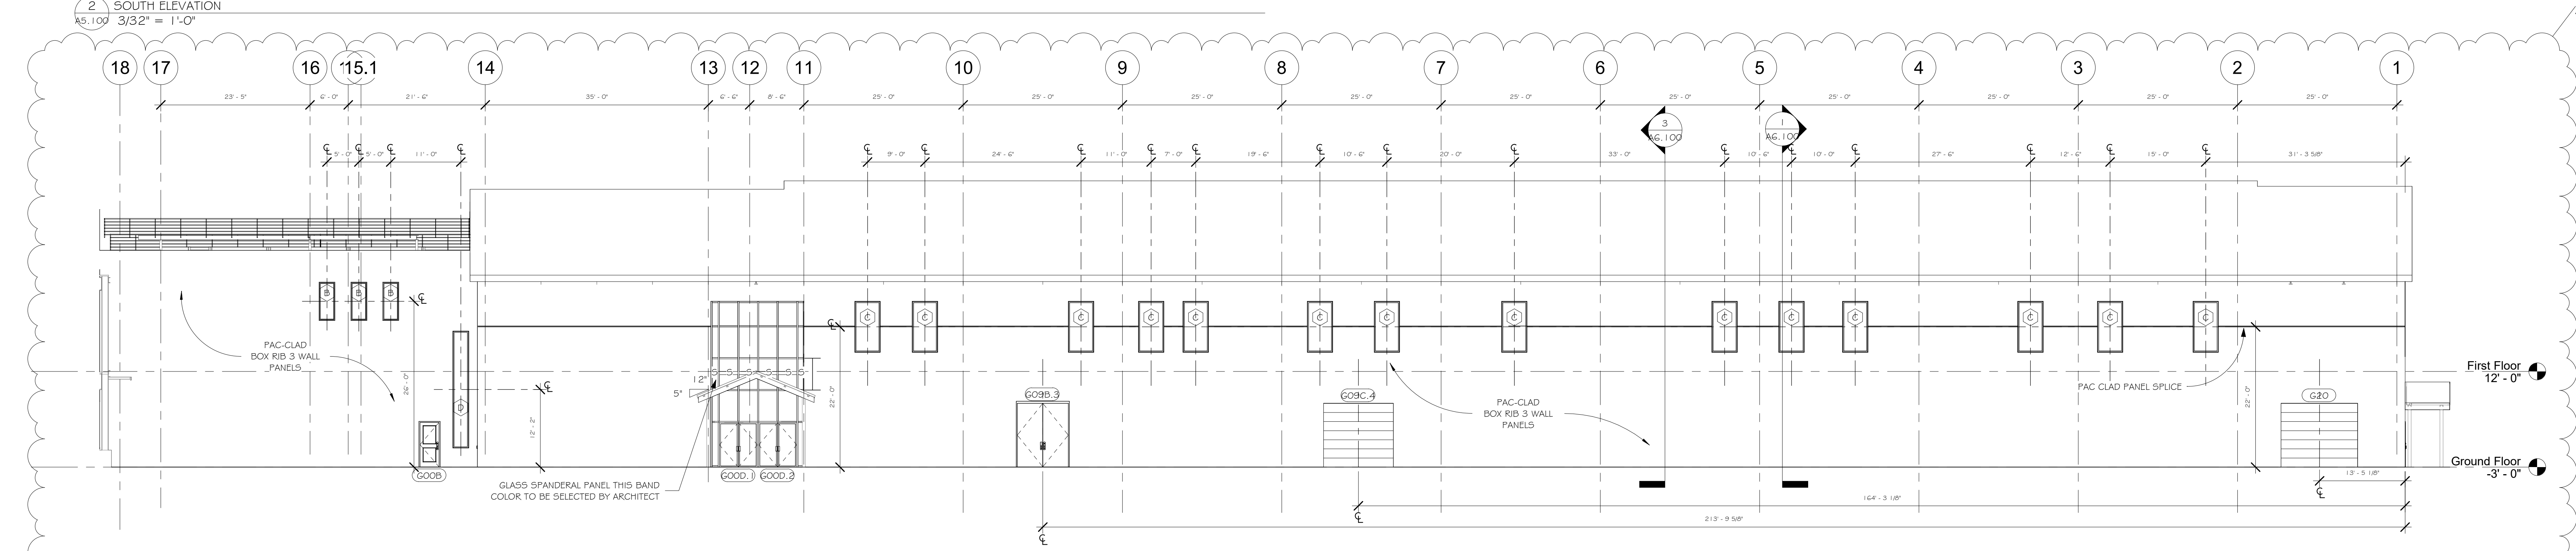 2 SOUTH ELEVATION
A5.100 3/32" = 1'-0"
18 17 16 15.1 14 13 12 11 10 9 8 7 6 5 4 3 2 1
23' - 5" 6' - 0" 21' - 6" 35' - 0" 6' - 6" 8' - 6" 25' - 0" 25' - 0" 25' - 0" 25' - 0" 25' - 0" 25' - 0" 25' - 0" 25' - 0" 25' - 0" 25' - 0"
3
A6.100
1
A6.100
5' - 0" 5' - 0" 11' - 0" 9' - 0" 24' - 6" 11' - 0" 7' - 0" 19' - 6" 10' - 6" 20' - 0" 33' - 0" 10' - 6" 10' - 0" 27' - 6" 12' - 6" 15' - 0" 31' - 3 5/8"
B B B
C C C C C C C C C C C C C C
PAC-CLAD
BOX RIB 3 WALL
PANELS
26' - 0"
D
12' - 2"
S S S S S S
12"
5"
22' - 0"
GLASS SPANDERAL PANEL THIS BAND
COLOR TO BE SELECTED BY ARCHITECT
G00B
G00D.1 G00D.2
G09B.3
G09C.4
PAC-CLAD
BOX RIB 3 WALL
PANELS
PAC CLAD PANEL SPLICE
22' - 0"
G20
First Floor
12' - 0"
Ground Floor
-3' - 0"
13' - 5 1/8"
164' - 3 1/8"
213' - 9 5/8"